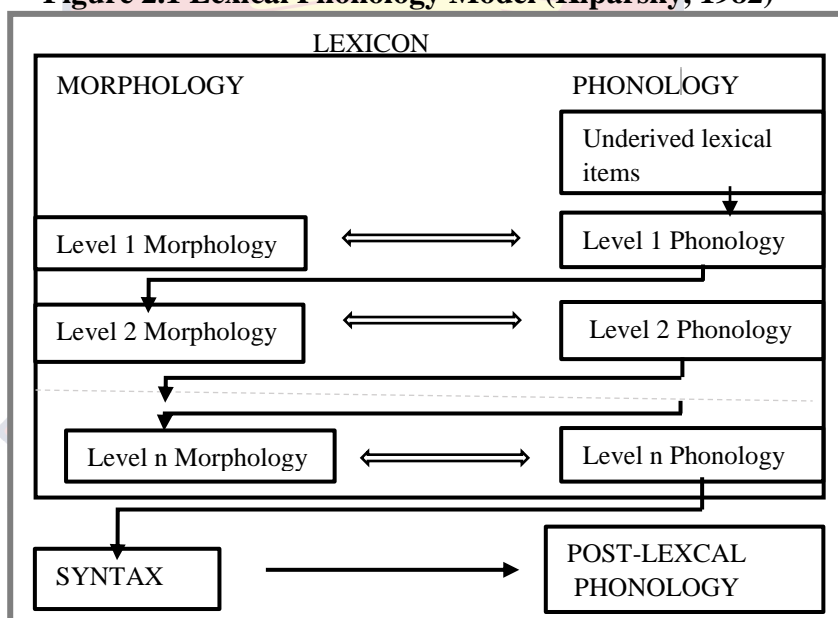 Figure 2.1 Lexical Phonology Model (Kiparsky, 1982)
LEXICON
MORPHOLOGY
PHONOLOGY
Underived lexical
items
Level 1 Morphology
Level 1 Phonology
Level 2 Morphology
Level 2 Phonology
Level n Morphology
Level n Phonology
SYNTAX
POST-LEXCAL
PHONOLOGY